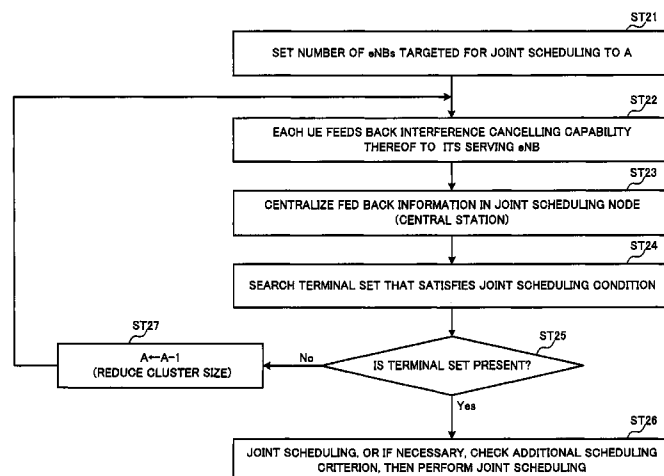 ST21
SET NUMBER OF eNBs TARGETED FOR JOINT SCHEDULING TO A
ST22
EACH UE FEEDS BACK INTERFERENCE CANCELLING CAPABILITY
THEREOF TO ITS SERVING eNB
ST23
CENTRALIZE FED BACK INFORMATION IN JOINT SCHEDULING NODE
(CENTRAL STATION)
ST24
SEARCH TERMINAL SET THAT SATISFIES JOINT SCHEDULING CONDITION
ST27
A←A-1
(REDUCE CLUSTER SIZE)
No
ST25
IS TERMINAL SET PRESENT?
Yes
ST26
JOINT SCHEDULING, OR IF NECESSARY, CHECK ADDITIONAL SCHEDULING
CRITERION, THEN PERFORM JOINT SCHEDULING